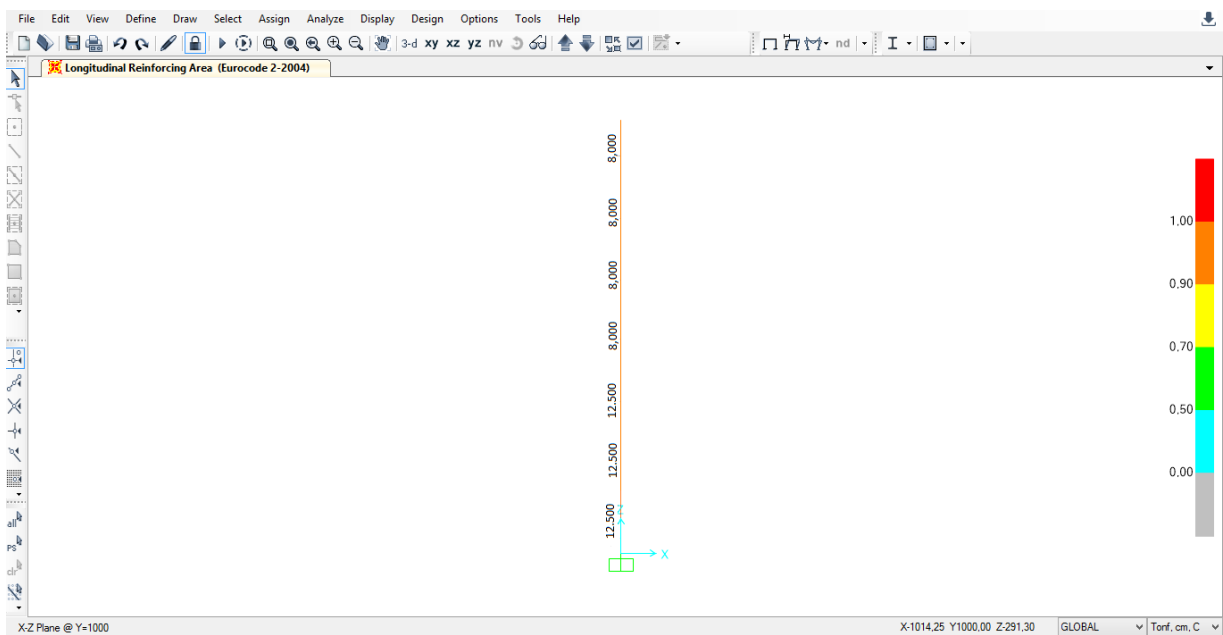 File Edit View Define Draw Select Assign Analyze Display Design Options Tools Help
3-d xy xz yz nv nd
Longitudinal Reinforcing Area (Eurocode 2-2004)
8,000
8,000
8,000
8,000
12.500
12.500
12.500
Z
X
1,00
0,90
0,70
0,50
0,00
all
PS
clr
X-Z Plane @ Y=1000
X-1014,25 Y1000,00 Z-291,30
GLOBAL
Tonf, cm, C